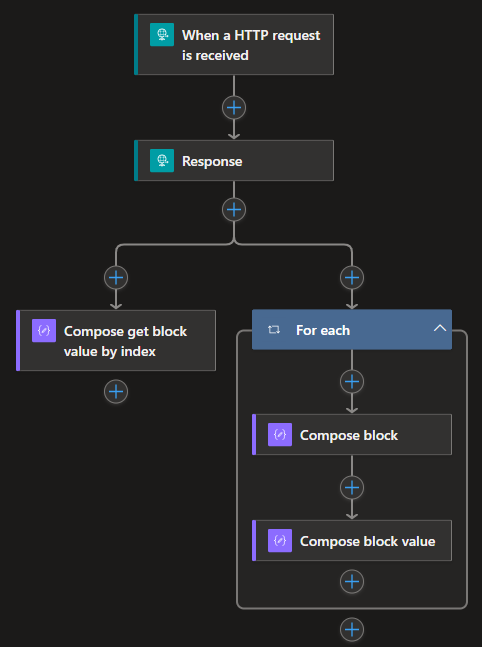 When a HTTP request
is received
Response
Compose get block
value by index
For each
Compose block
Compose block value